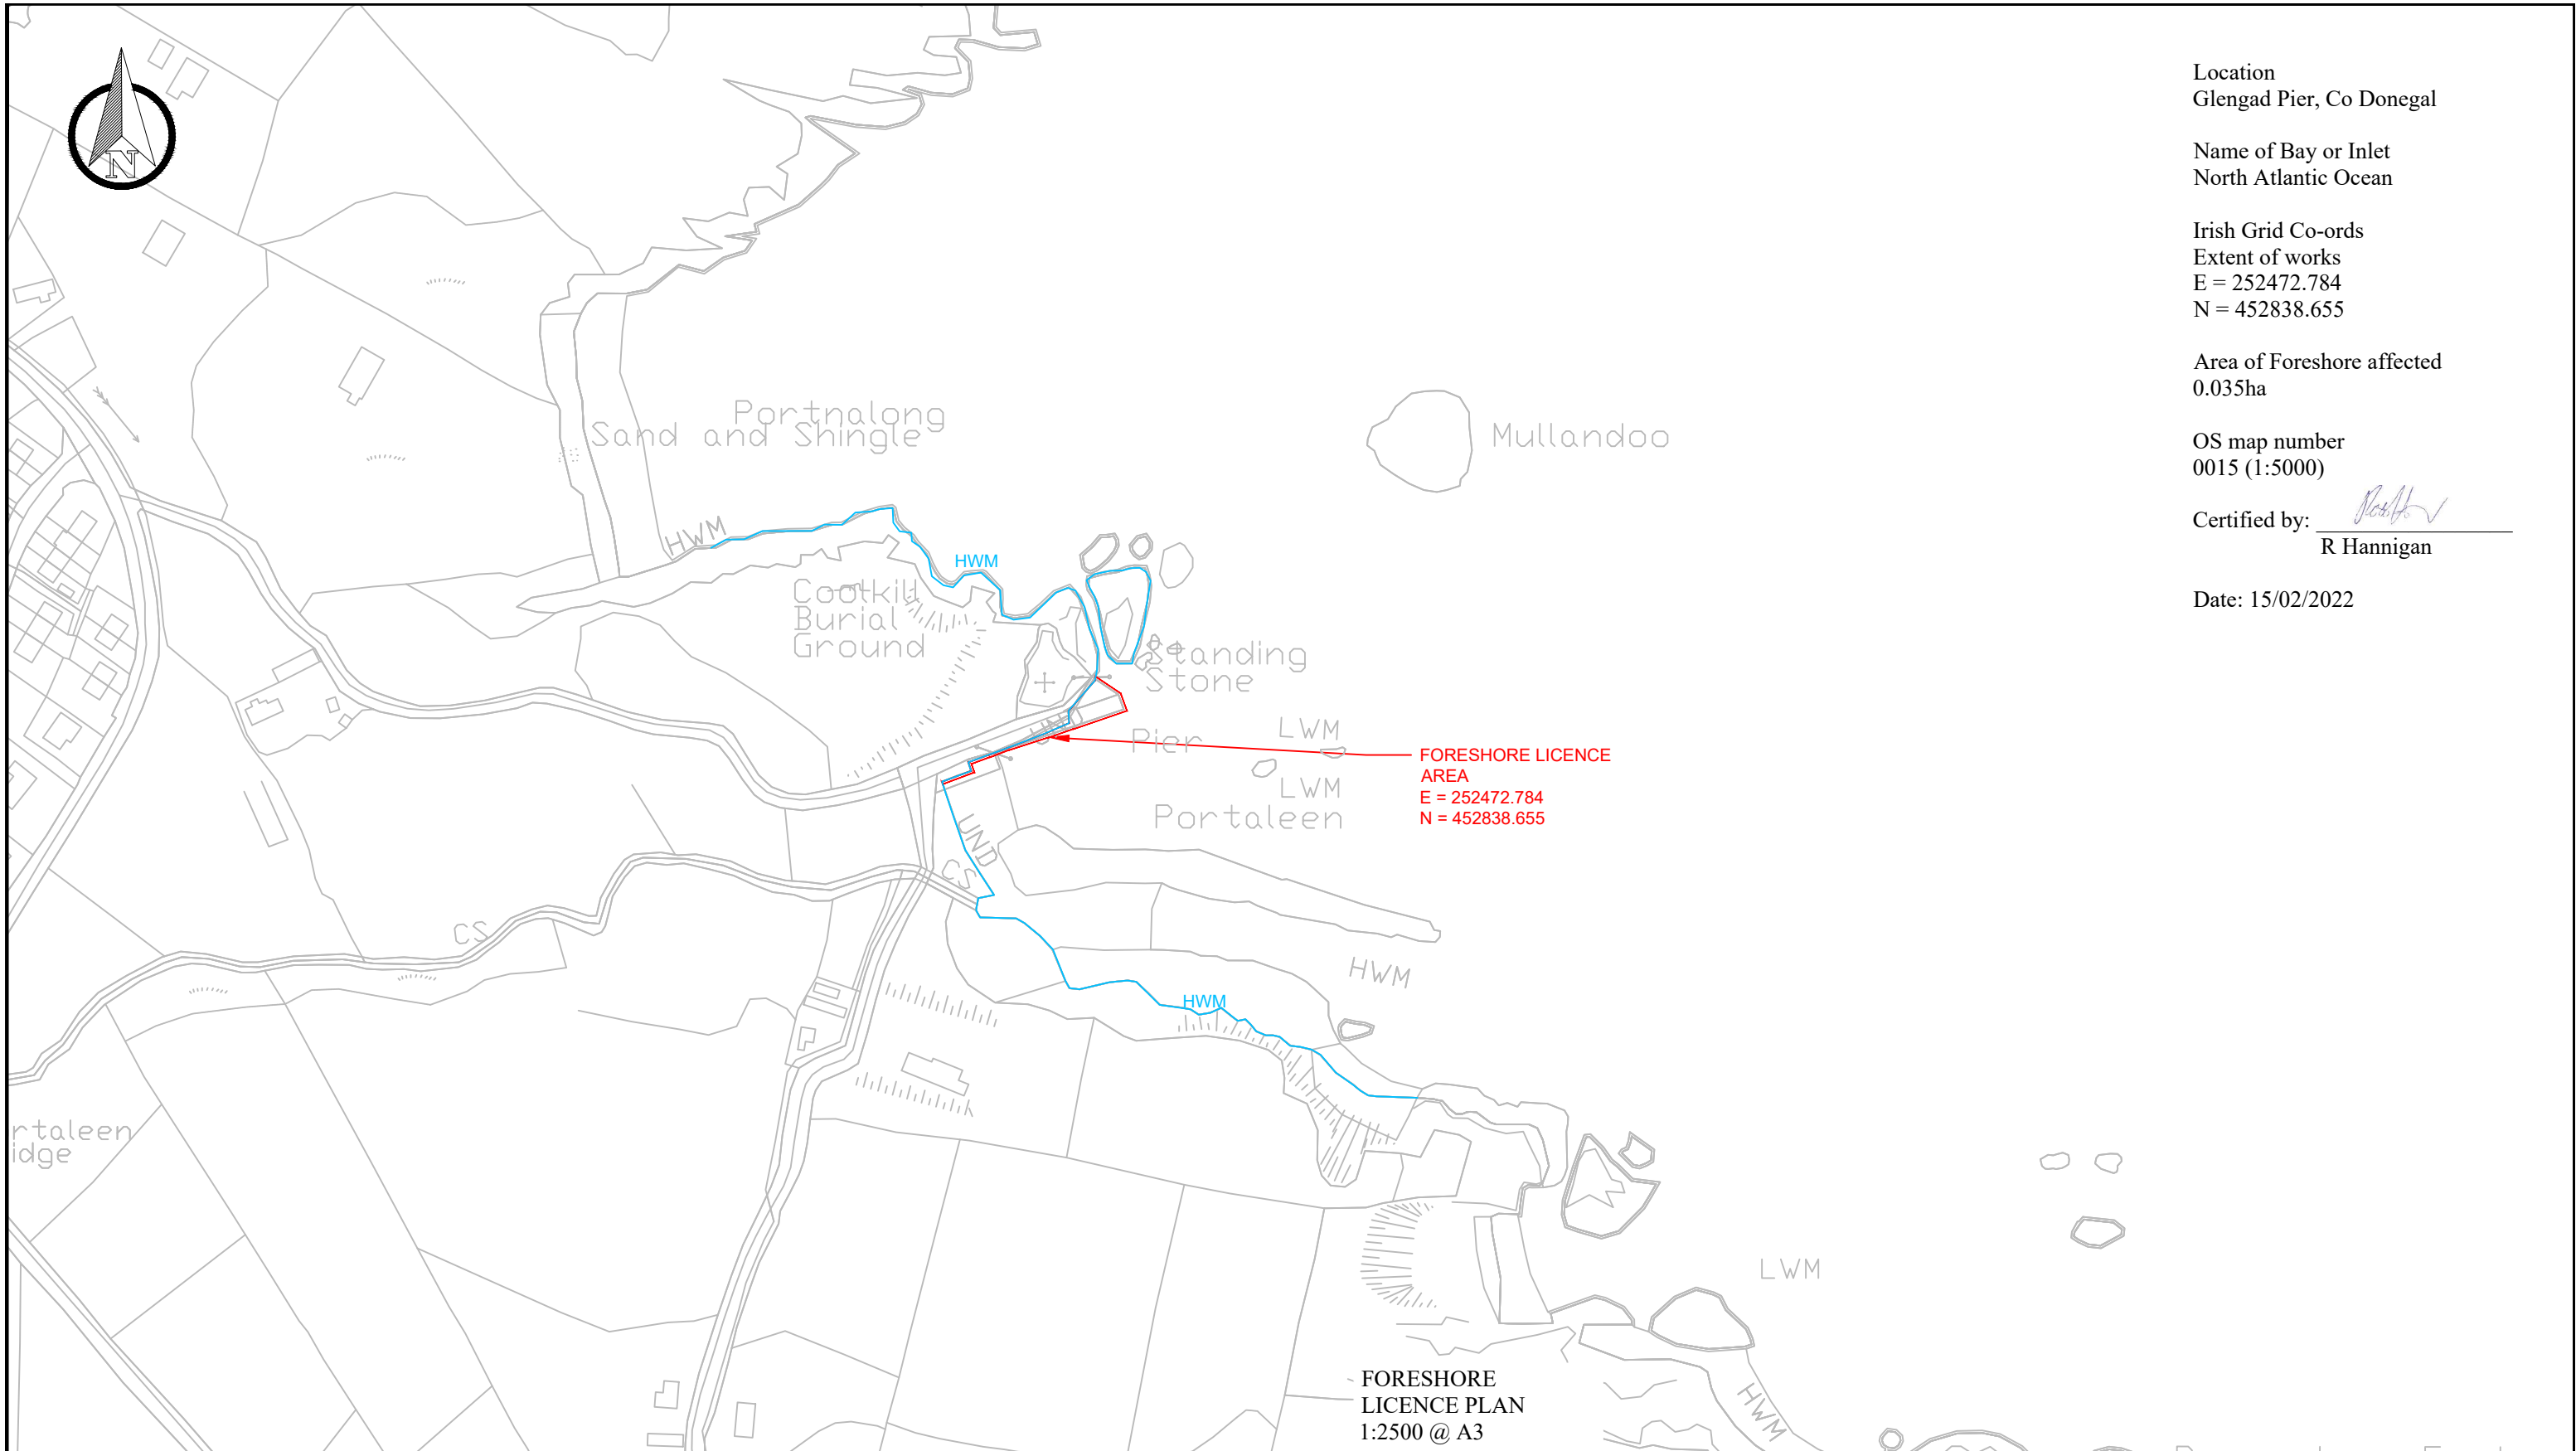 Location
Glengad Pier, Co Donegal
Name of Bay or Inlet
North Atlantic Ocean
Irish Grid Co-ords
Extent of works
E = 252472.784
N = 452838.655
Area of Foreshore affected
0.035ha
OS map number
0015 (1:5000)
Certified by:
R Hannigan
Date: 15/02/2022
N
Portnalong
Sand and Shingle
Mullandoo
HWM
HWM
Cootkill
Burial
Ground
Standing
Stone
UND
Pier
LWM
LWM
Portaleen
FORESHORE LICENCE
AREA
E = 252472.784
N = 452838.655
UND
CS
CS
HWM
HWM
rtaleen
idge
LWM
HWM
FORESHORE
LICENCE PLAN
1:2500 @ A3